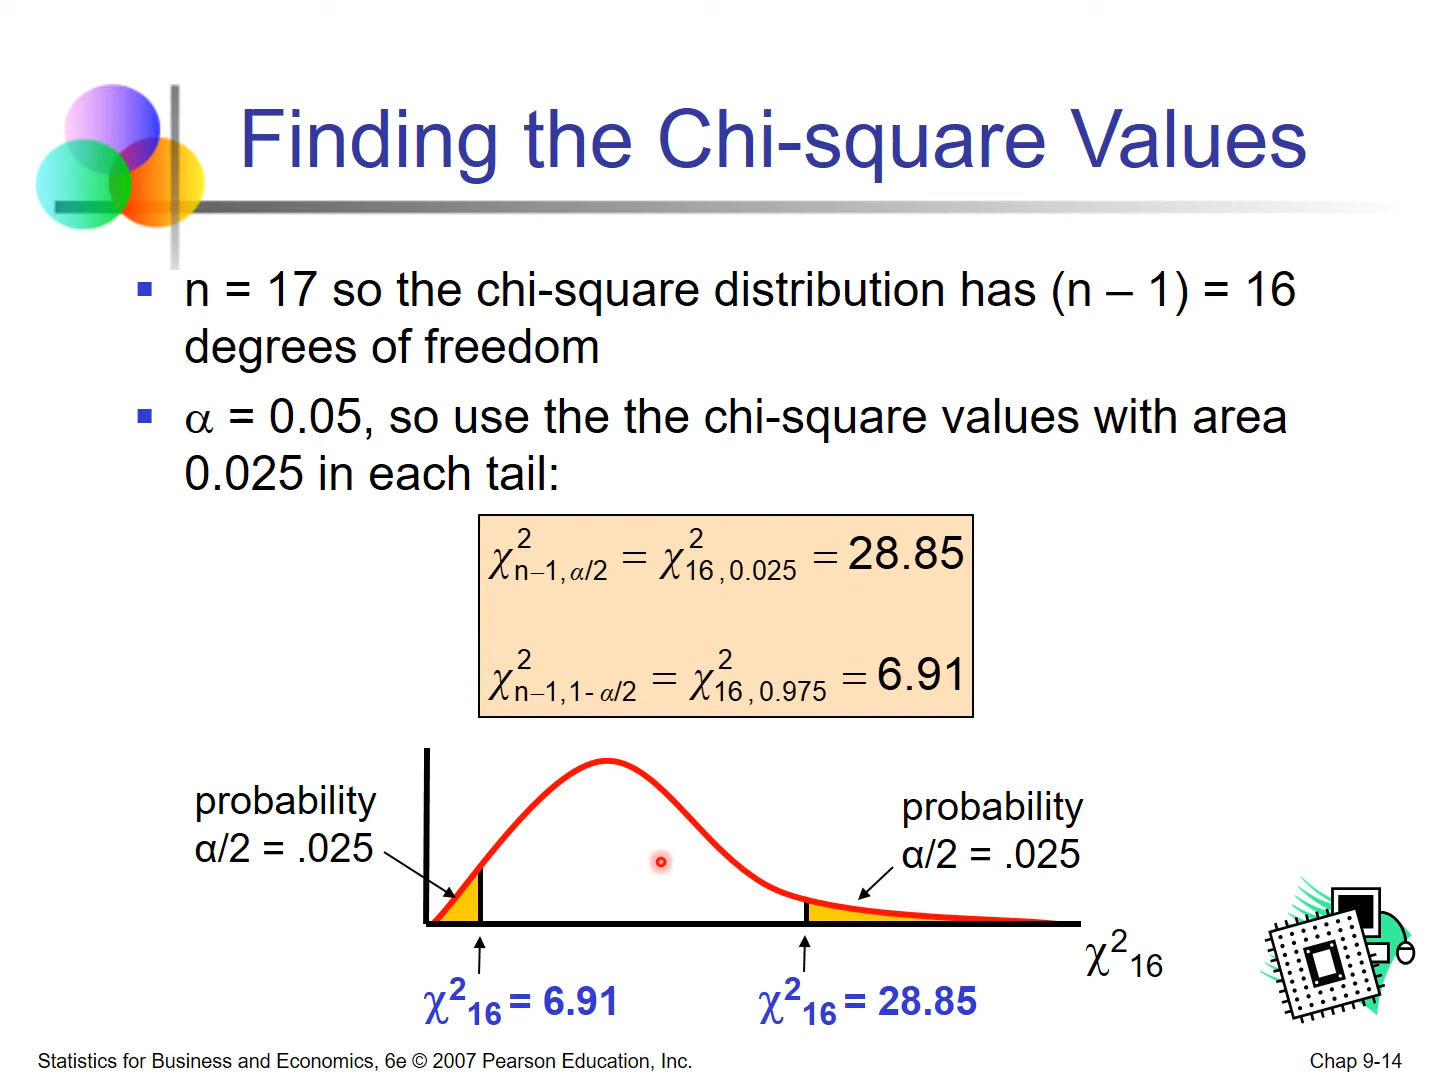 Finding the Chi-square Values
n = 17 so the chi-square distribution has (n – 1) = 16
degrees of freedom
α = 0.05, so use the the chi-square values with area
0.025 in each tail:
χ²n−1, α/2 = χ²16 , 0.025 = 28.85
χ²n−1,1- α/2 = χ²16 , 0.975 = 6.91
probability
α/2 = .025
probability
α/2 = .025
χ²16
χ²16 = 6.91
χ²16 = 28.85
Statistics for Business and Economics, 6e © 2007 Pearson Education, Inc.
Chap 9-14